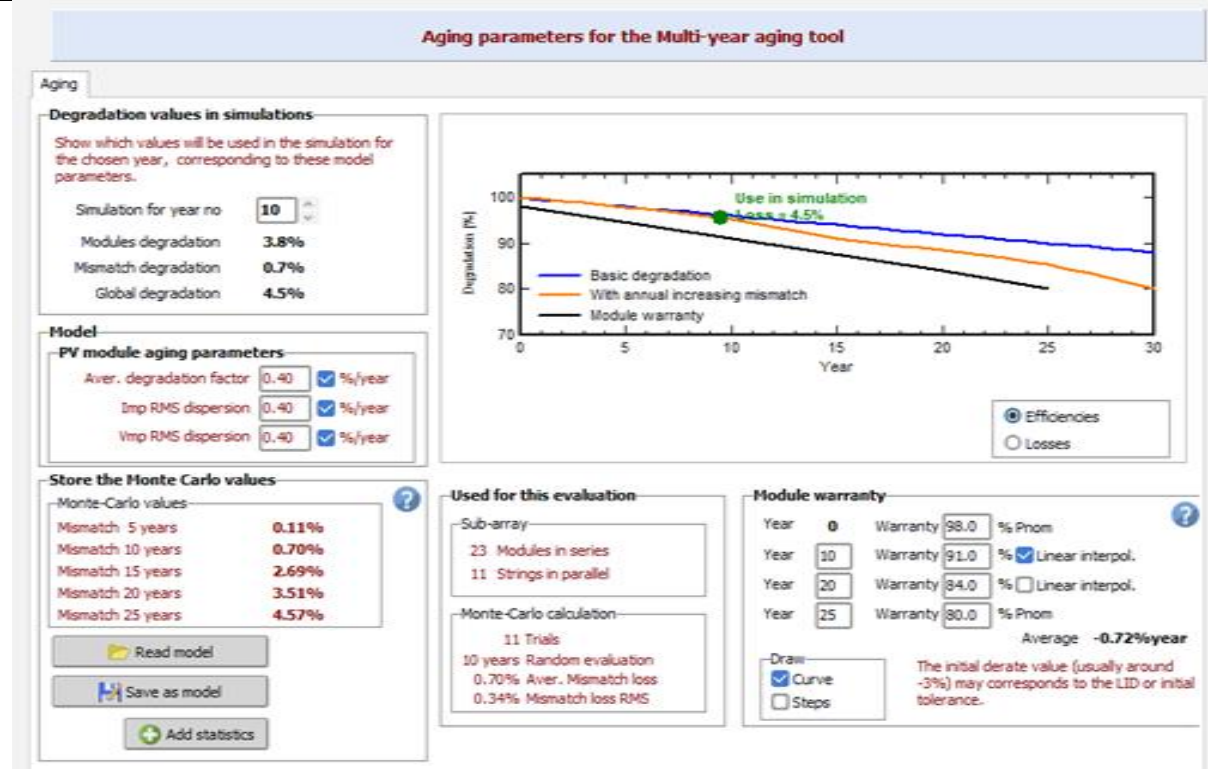 Aging parameters for the Multi-year aging tool
Aging
Degradation values in simulations
Show which values will be used in the simulation for
the chosen year, corresponding to these model
parameters.
Simulation for year no 10
Modules degradation 3.8%
Mismatch degradation 0.7%
Global degradation 4.5%
Model
PV module aging parameters
Aver. degradation factor 0.40 %/year
Imp RMS dispersion 0.40 %/year
Vmp RMS dispersion 0.40 %/year
Store the Monte Carlo values
Monte-Carlo values
Mismatch 5 years 0.11%
Mismatch 10 years 0.70%
Mismatch 15 years 2.69%
Mismatch 20 years 3.51%
Mismatch 25 years 4.57%
Read model
Save as model
Add statistics
Degradation [%]
100
90
80
70
Use in simulation
Loss = 4.5%
Basic degradation
With annual increasing mismatch
Module warranty
0 5 10 15 20 25 30
Year
Efficiencies
Losses
Used for this evaluation
Sub-array
23 Modules in series
11 Strings in parallel
Monte-Carlo calculation
11 Trials
10 years Random evaluation
0.70% Aver. Mismatch loss
0.34% Mismatch loss RMS
Module warranty
?
Year 0 Warranty 98.0 % Pnom
Year 10 Warranty 91.0 % Linear interpol.
Year 20 Warranty 84.0 % Linear interpol.
Year 25 Warranty 80.0 % Pnom
Average -0.72%year
Draw
Curve
Steps
The initial derate value (usually around
-3%) may corresponds to the LID or initial
tolerance.
?